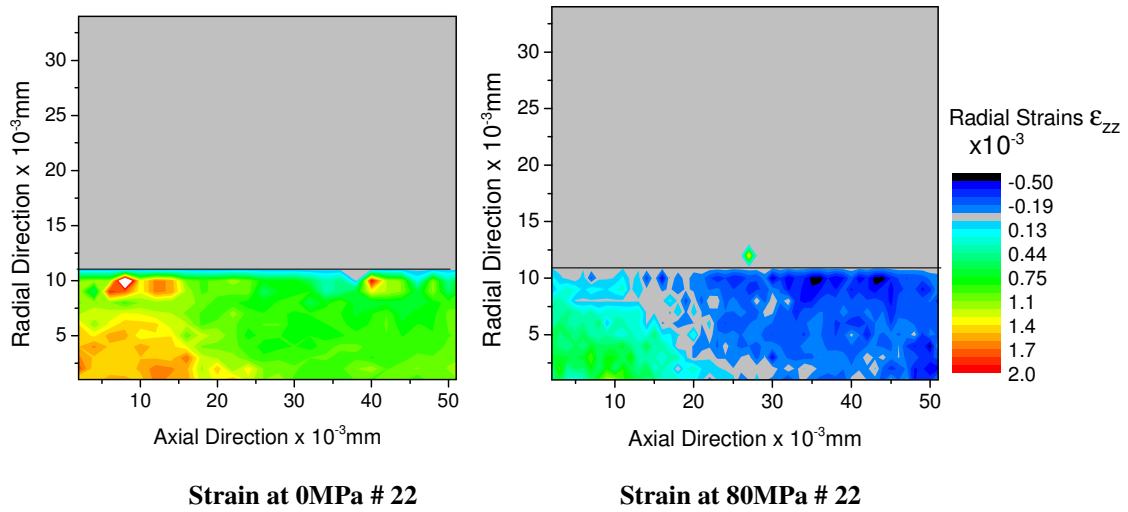 30
25
20
15
10
5
10 20 30 40 50
Radial Direction x 10⁻³mm
Axial Direction x 10⁻³mm
30
25
20
15
10
5
10 20 30 40 50
Radial Direction x 10⁻³mm
Axial Direction x 10⁻³mm
Radial Strains εzz
x10⁻³
-0.50
-0.19
0.13
0.44
0.75
1.1
1.4
1.7
2.0
Strain at 0MPa # 22
Strain at 80MPa # 22